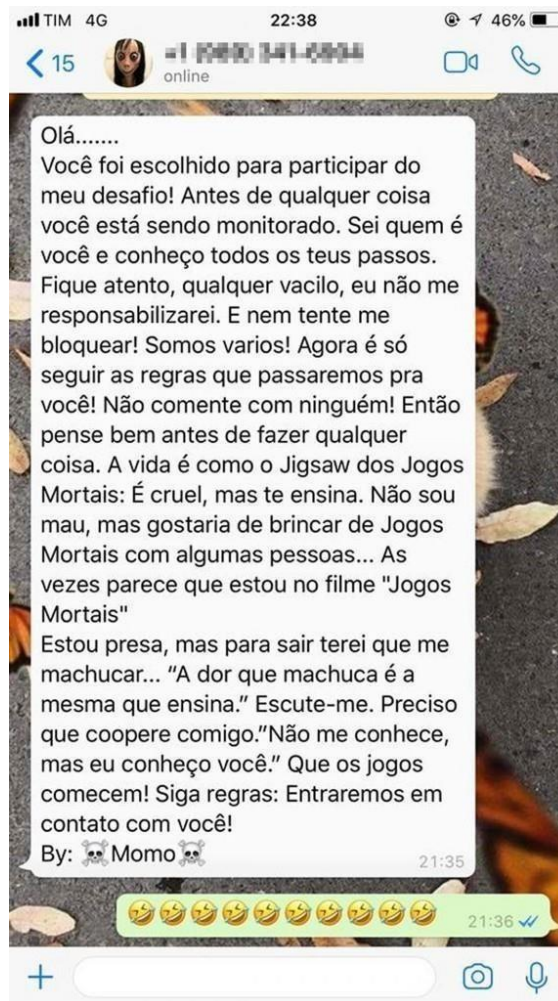 TIM 4G 22:38 46%
15
online
Olá.......
Você foi escolhido para participar do
meu desafio! Antes de qualquer coisa
você está sendo monitorado. Sei quem é
você e conheço todos os teus passos.
Fique atento, qualquer vacilo, eu não me
responsabilizarei. E nem tente me
bloquear! Somos varios! Agora é só
seguir as regras que passaremos pra
você! Não comente com ninguém! Então
pense bem antes de fazer qualquer
coisa. A vida é como o Jigsaw dos Jogos
Mortais: É cruel, mas te ensina. Não sou
mau, mas gostaria de brincar de Jogos
Mortais com algumas pessoas... As
vezes parece que estou no filme "Jogos
Mortais"
Estou presa, mas para sair terei que me
machucar... “A dor que machuca é a
mesma que ensina.” Escute-me. Preciso
que coopere comigo.”Não me conhece,
mas eu conheço você.” Que os jogos
comecem! Siga regras: Entraremos em
contato com você!
By: ☠️Momo☠️
21:35
🤣🤣🤣🤣🤣🤣🤣🤣🤣🤣 21:36